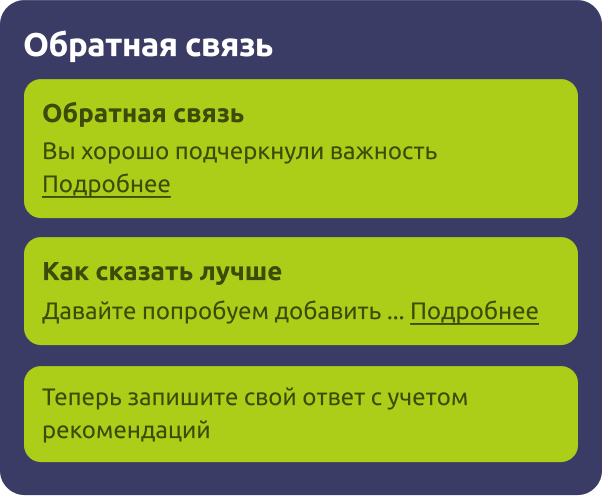 Обратная связь
Обратная связь
Вы хорошо подчеркнули важность
Подробнее
Как сказать лучше
Давайте попробуем добавить ... Подробнее
Теперь запишите свой ответ с учетом
рекомендаций